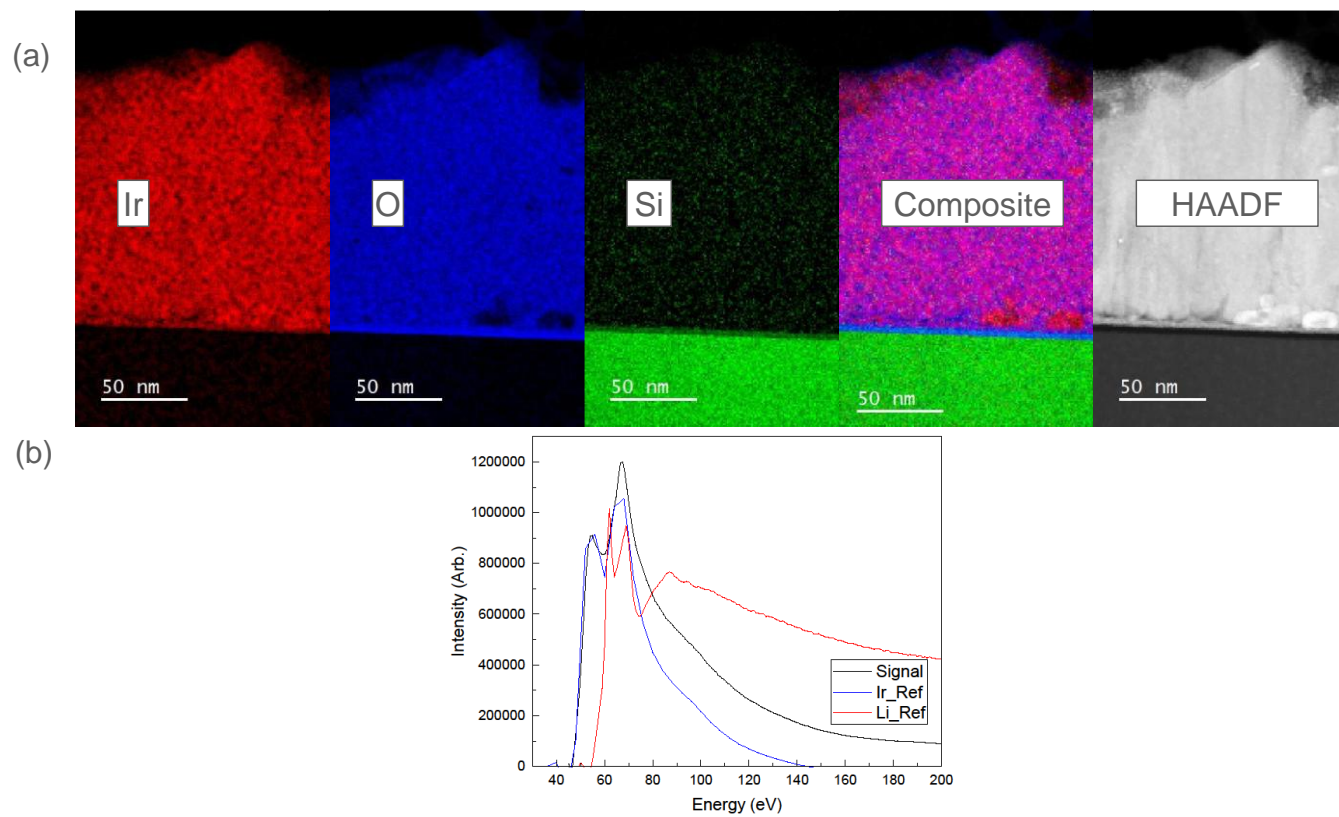 (a)
Ir
O
Si
Composite
HAADF
50 nm
50 nm
50 nm
50 nm
50 nm
(b)
1200000
1000000
800000
600000
400000
200000
0
Intensity (Arb.)
Signal
Ir_Ref
Li_Ref
40
60
80
100
120
140
160
180
200
Energy (eV)